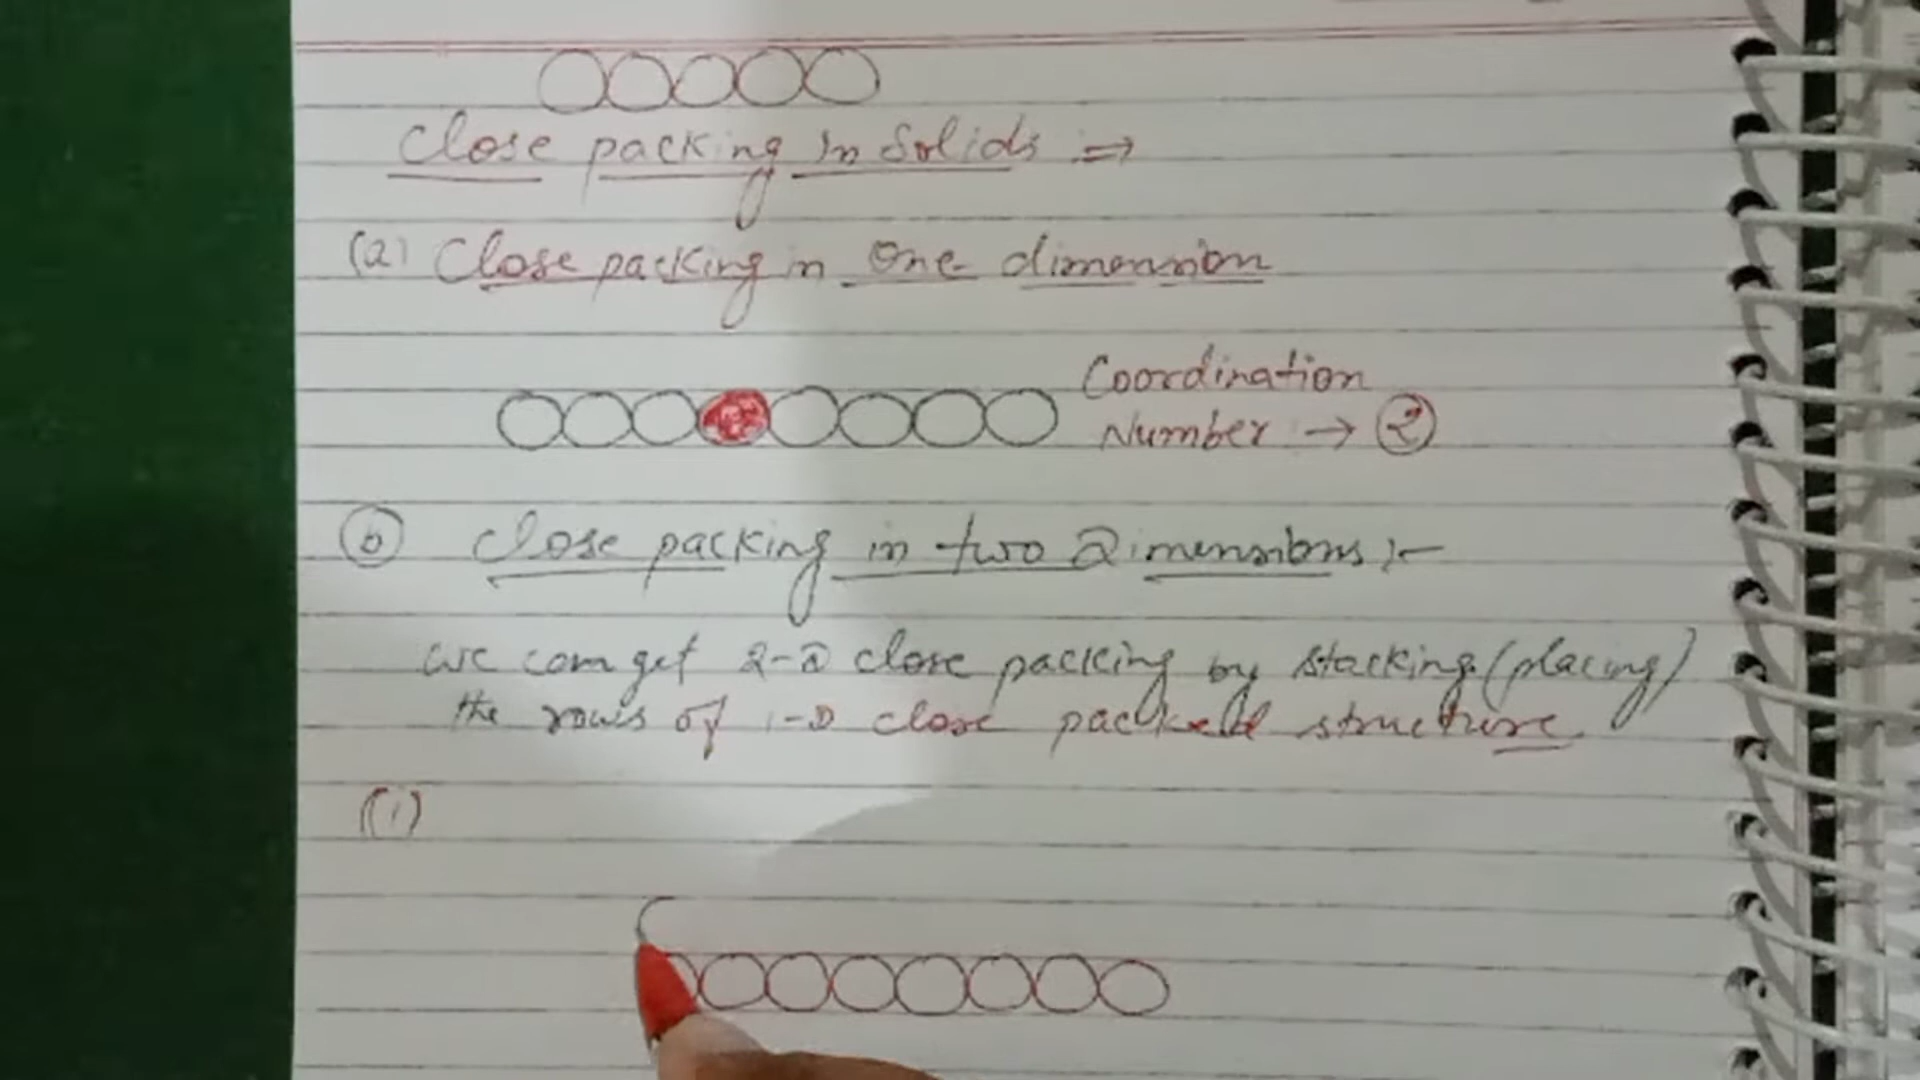 Close packing in Solids ⇒
(a) Close packing in One dimension
Coordination
Number → 2
(b) Close packing in two Dimensions :-
we can get 2-D close packing by stacking (placing)
the rows of 1-D close packed structure.
(i)